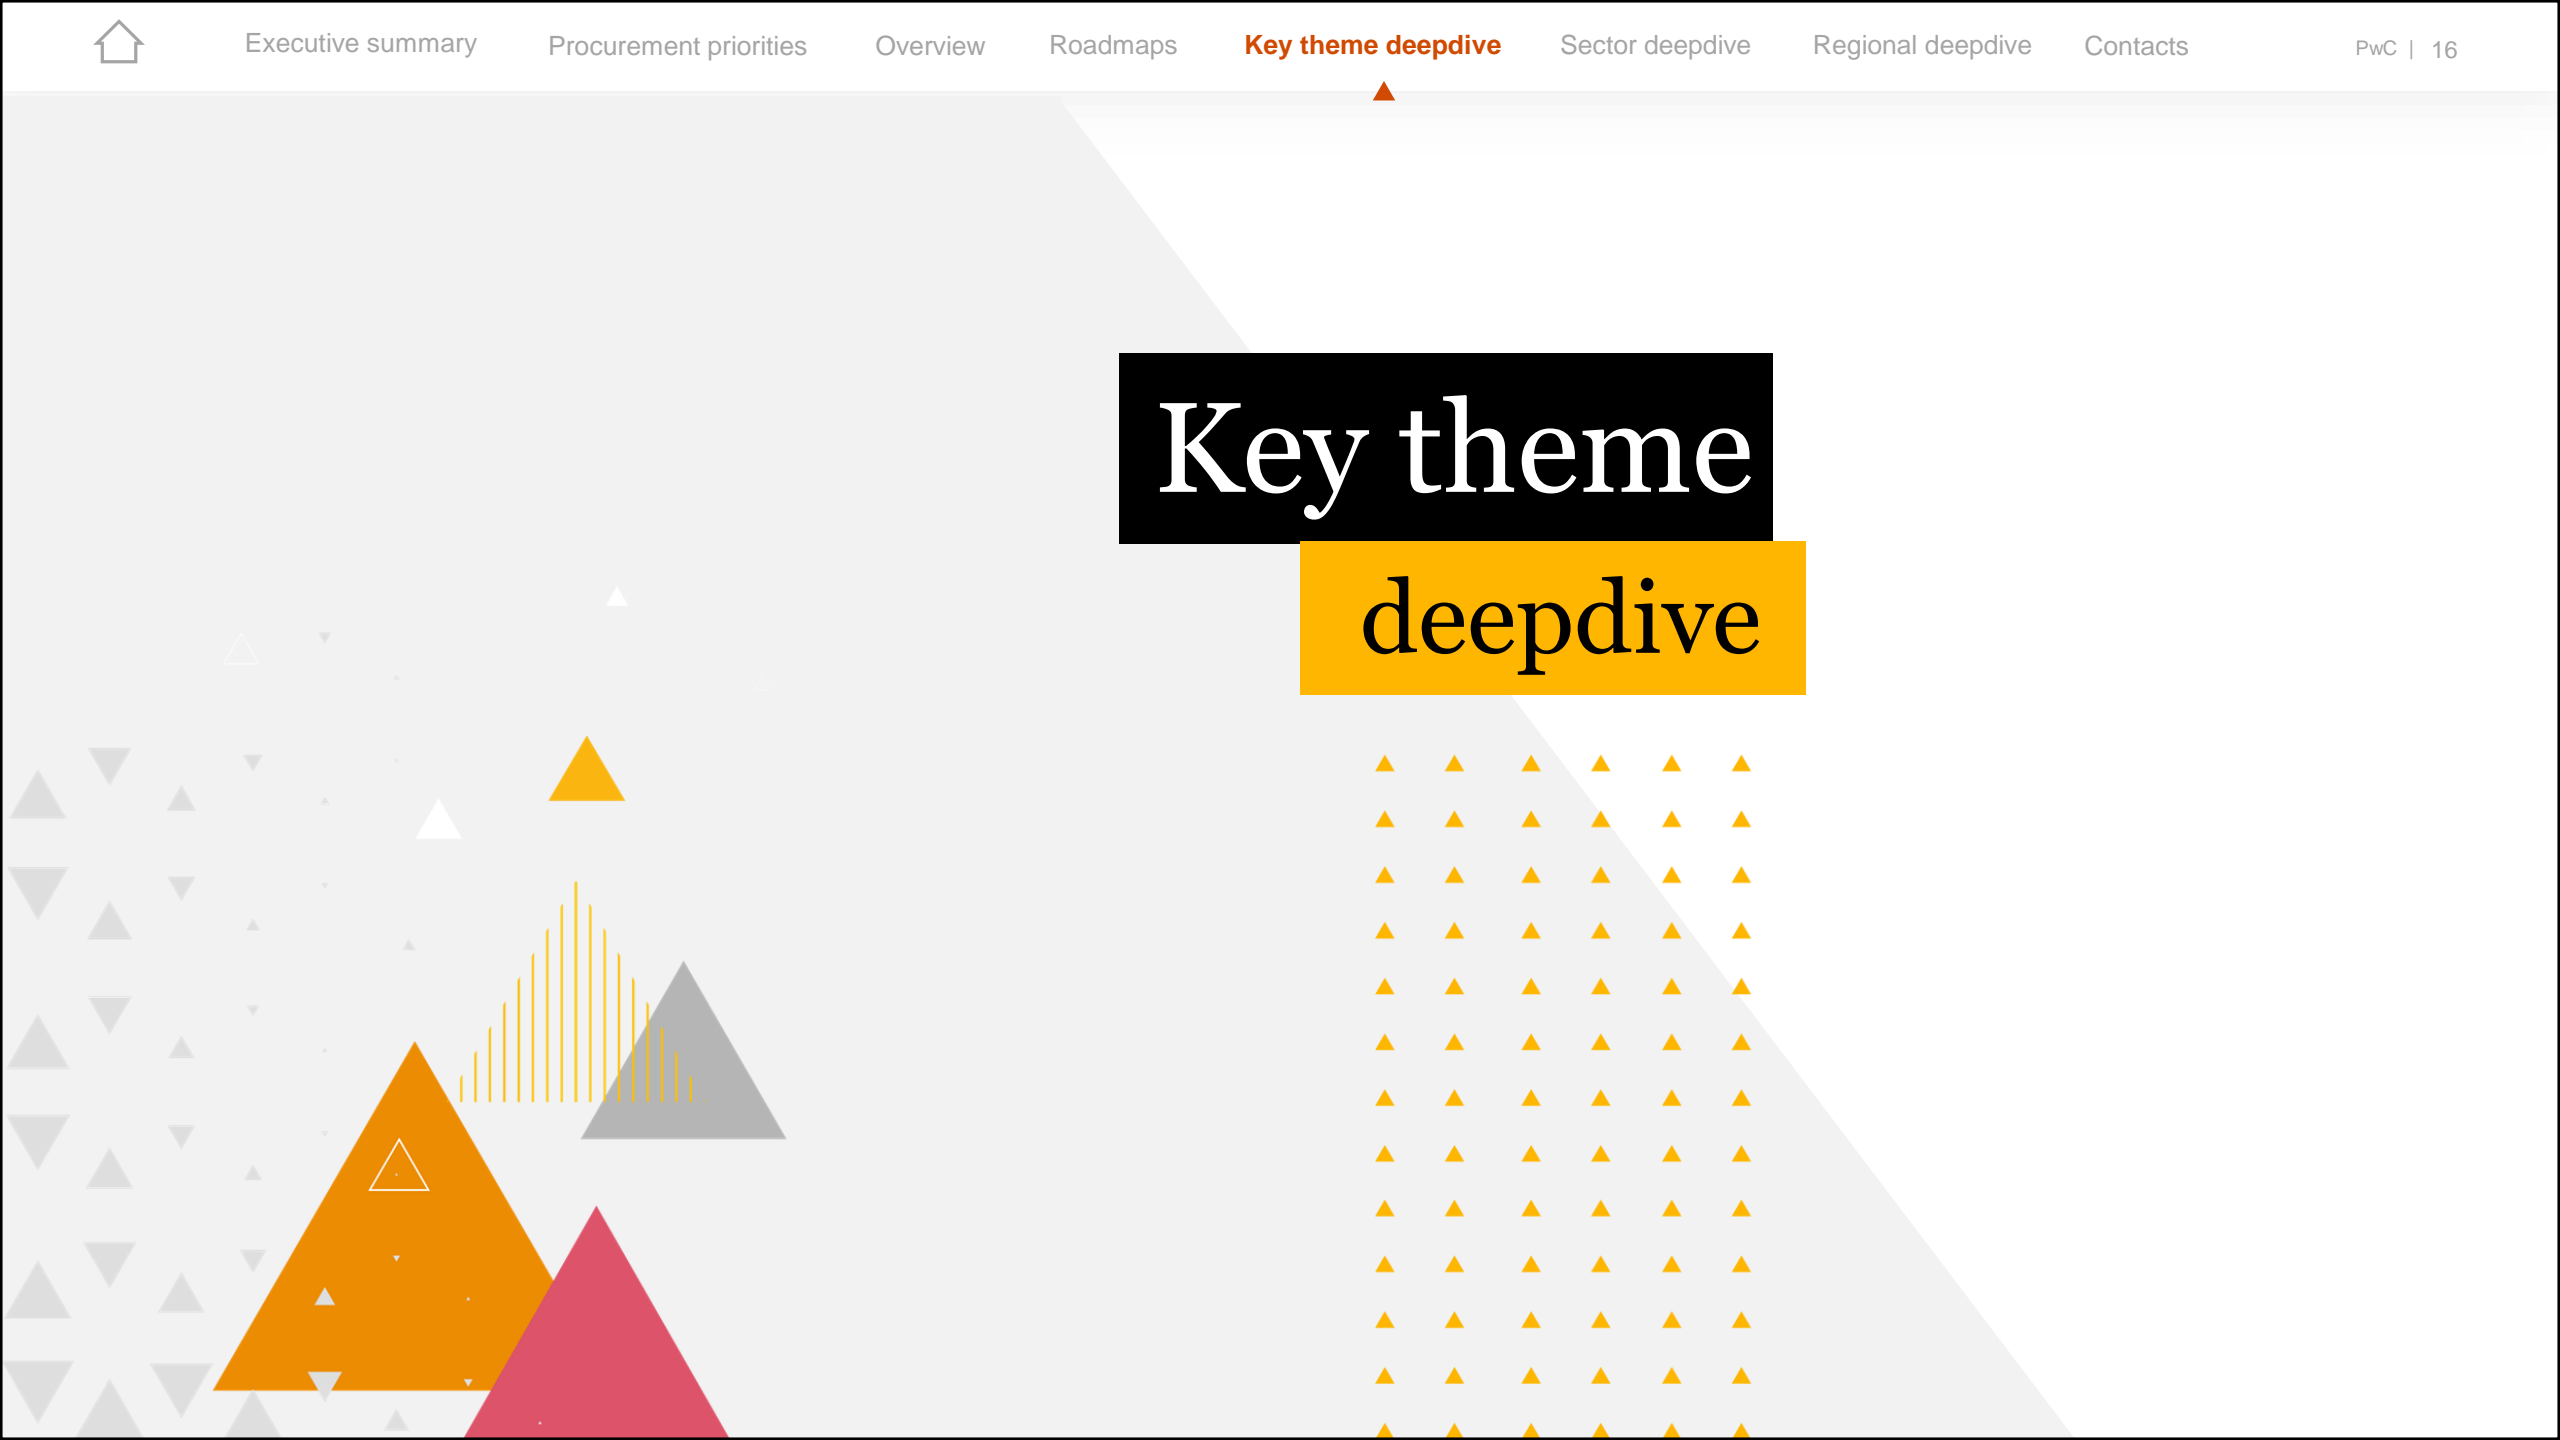 Executive summary Procurement priorities Overview Roadmaps Key theme deepdive Sector deepdive Regional deepdive Contacts PwC | 16
Key theme
deepdive